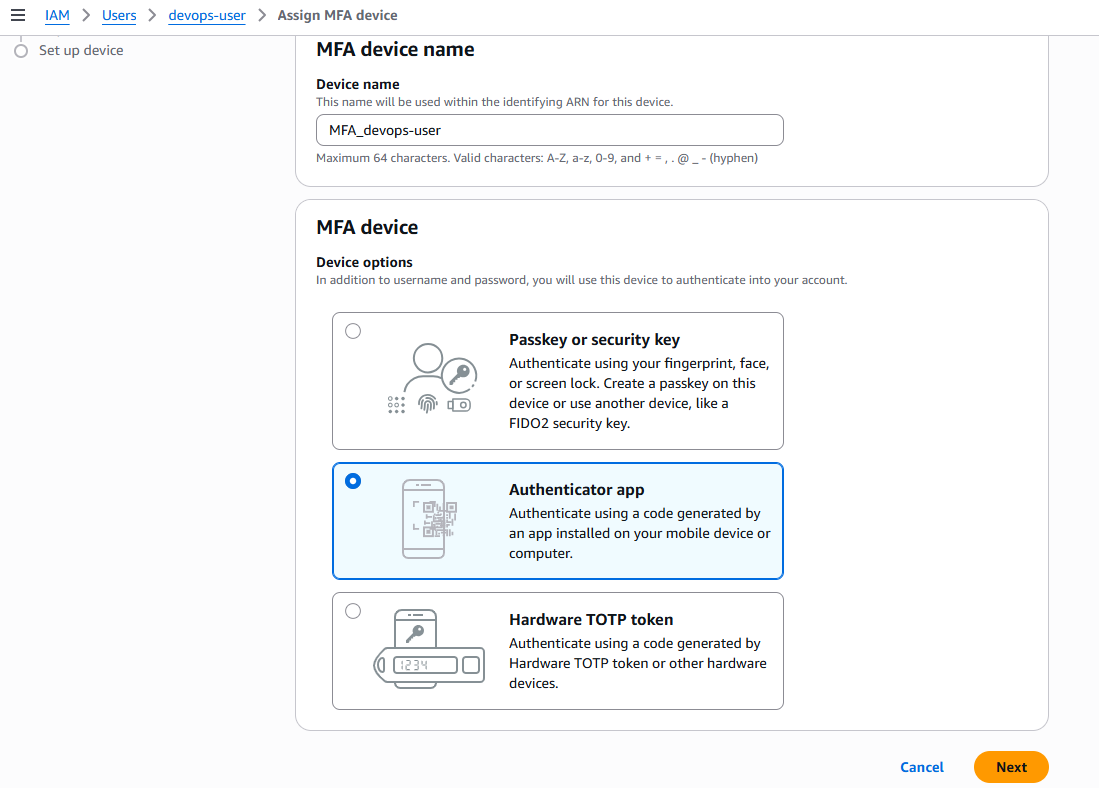 IAM > Users > devops-user > Assign MFA device
Set up device
MFA device name
Device name
This name will be used within the identifying ARN for this device.
MFA_devops-user
Maximum 64 characters. Valid characters: A-Z, a-z, 0-9, and + = , . @ _ - (hyphen)
MFA device
Device options
In addition to username and password, you will use this device to authenticate into your account.
Passkey or security key
Authenticate using your fingerprint, face,
or screen lock. Create a passkey on this
device or use another device, like a
FIDO2 security key.
Authenticator app
Authenticate using a code generated by
an app installed on your mobile device or
computer.
Hardware TOTP token
1234
Authenticate using a code generated by
Hardware TOTP token or other hardware
devices.
Cancel
Next